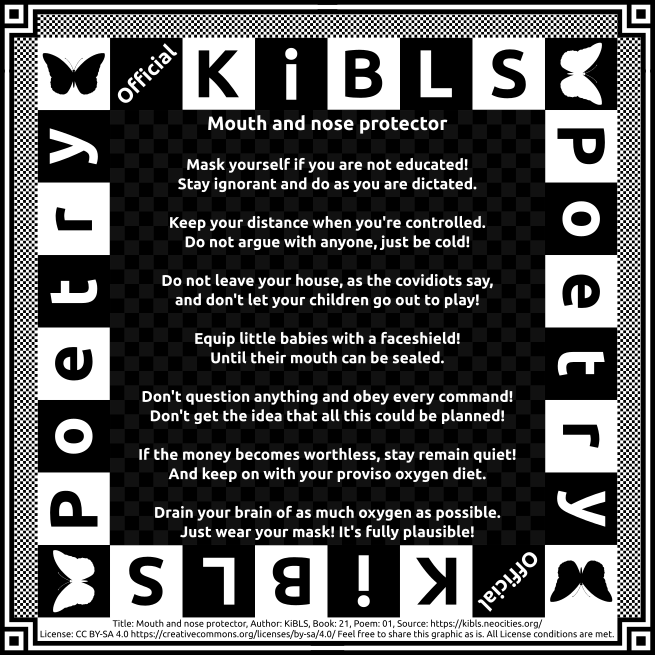 Official KiBLS
Poetry
Poetry
Mouth and nose protector
Mask yourself if you are not educated!
Stay ignorant and do as you are dictated.
Keep your distance when you're controlled.
Do not argue with anyone, just be cold!
Do not leave your house, as the covidiots say,
and don't let your children go out to play!
Equip little babies with a faceshield!
Until their mouth can be sealed.
Don't question anything and obey every command!
Don't get the idea that all this could be planned!
If the money becomes worthless, stay remain quiet!
And keep on with your proviso oxygen diet.
Drain your brain of as much oxygen as possible.
Just wear your mask! It's fully plausible!
Official KiBLS
Title: Mouth and nose protector, Author: KiBLS, Book: 21, Poem: 01, Source: https://kibls.neocities.org/
License: CC BY-SA 4.0 https://creativecommons.org/licenses/by-sa/4.0/ Feel free to share this graphic as is. All License conditions are met.